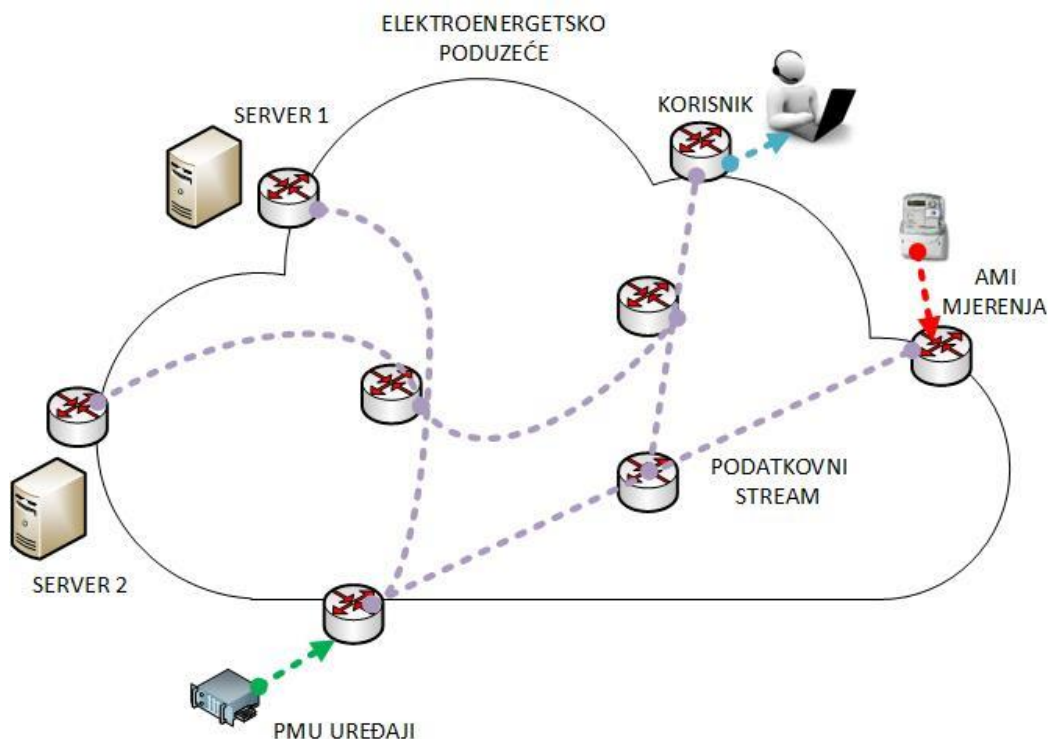 ELEKTROENERGETSKO
PODUZEĆE
KORISNIK
SERVER 1
AMI
MJERENJA
PODATKOVNI
STREAM
SERVER 2
PMU UREĐAJI